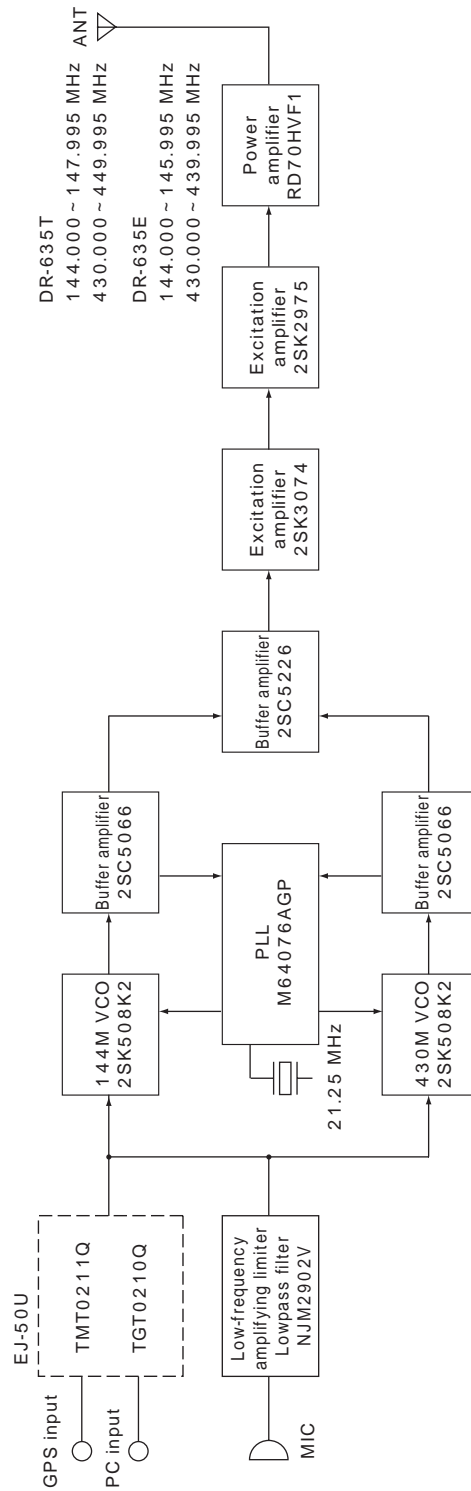 EJ-50U
GPS input
PC input
TMT0211Q
TGT0210Q
MIC
Low-frequency
amplifying limiter
Lowpass filter
NJM2902V
144M VCO
2SK508K2
Buffer amplifier
2SC5066
PLL
M64076AGP
21.25 MHz
430M VCO
2SK508K2
Buffer amplifier
2SC5066
Buffer amplifier
2SC5226
Excitation
amplifier
2SK3074
Excitation
amplifier
2SK2975
Power
amplifier
RD70HVF1
ANT
DR-635T
144.000 ~ 147.995 MHz
430.000 ~ 449.995 MHz
DR-635E
144.000 ~ 145.995 MHz
430.000 ~ 439.995 MHz